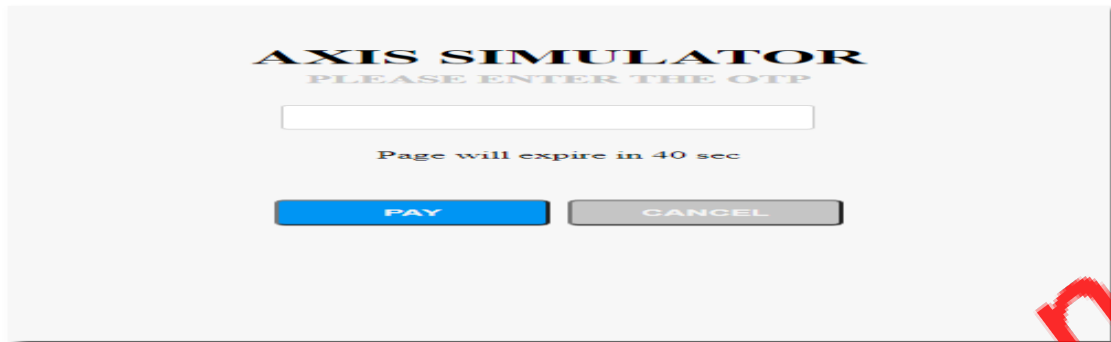 AXIS SIMULATOR
PLEASE ENTER THE OTP
Page will expire in 40 sec
PAY CANCEL